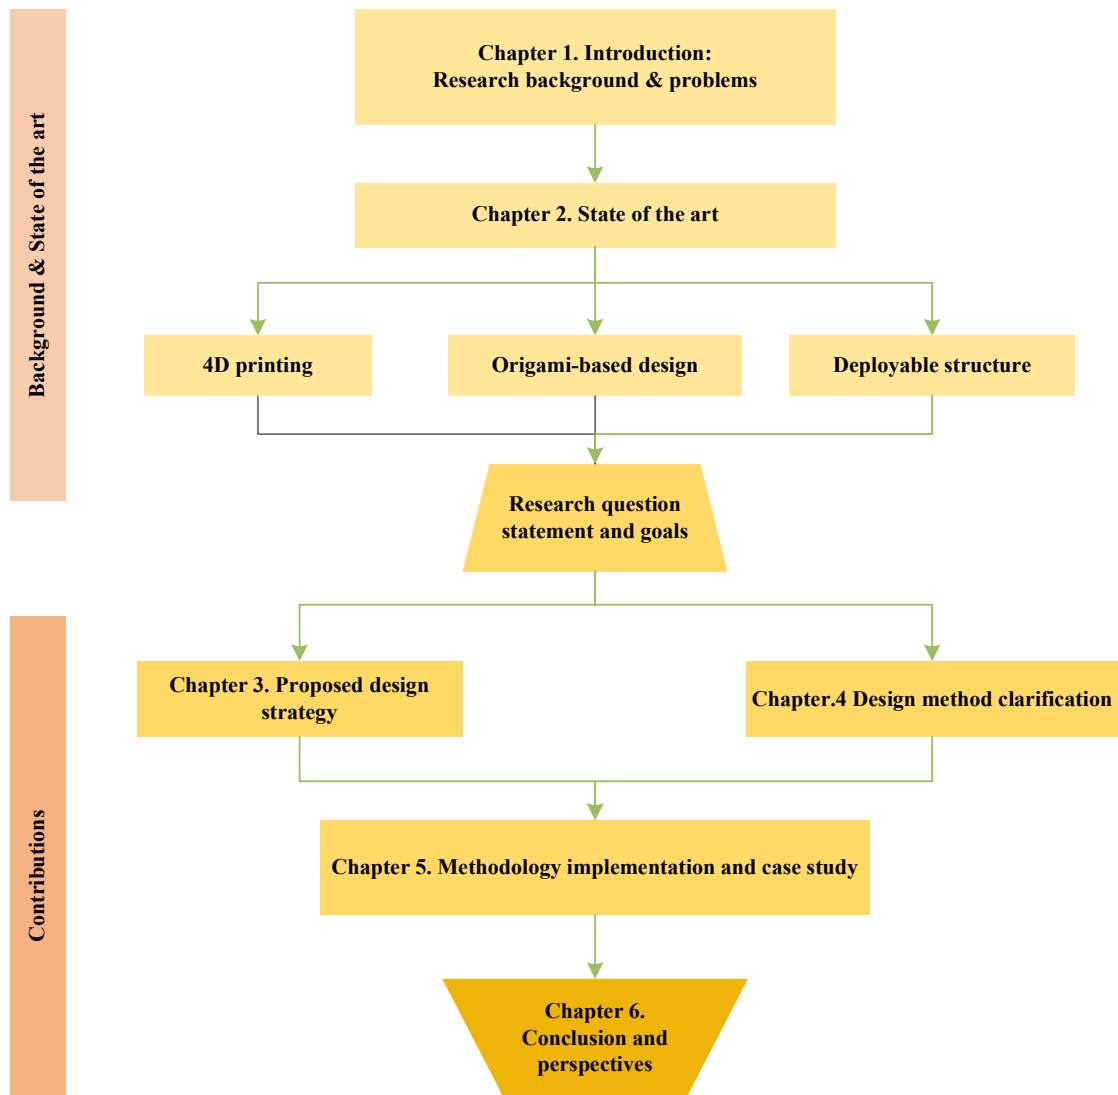 Background & State of the art
Chapter 1. Introduction:
Research background & problems
Chapter 2. State of the art
4D printing
Origami-based design
Deployable structure
Research question
statement and goals
Contributions
Chapter 3. Proposed design
strategy
Chapter.4 Design method clarification
Chapter 5. Methodology implementation and case study
Chapter 6.
Conclusion and
perspectives